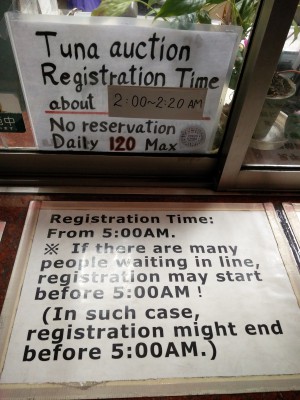 Tuna auction
Registration Time
about 2:00~2:20 AM
No reservation
Daily 120 Max
中
Registration Time:
From 5:00AM.
※ If there are many
people waiting in line,
registration may start
before 5:00AM !
(In such case,
registration might end
before 5:00AM.)